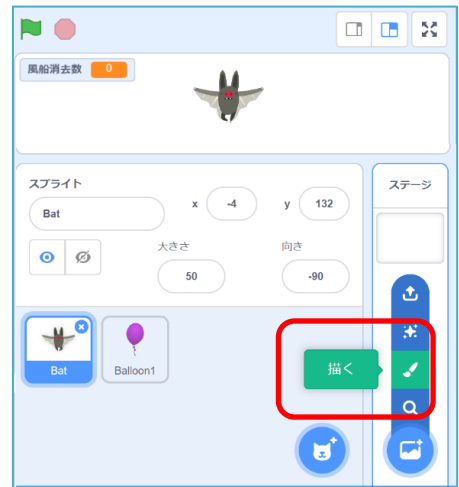 風船消去数 0
スプライト
Bat
x -4 y 132
大きさ 向き
50 -90
ステージ
Bat Balloon1
描く